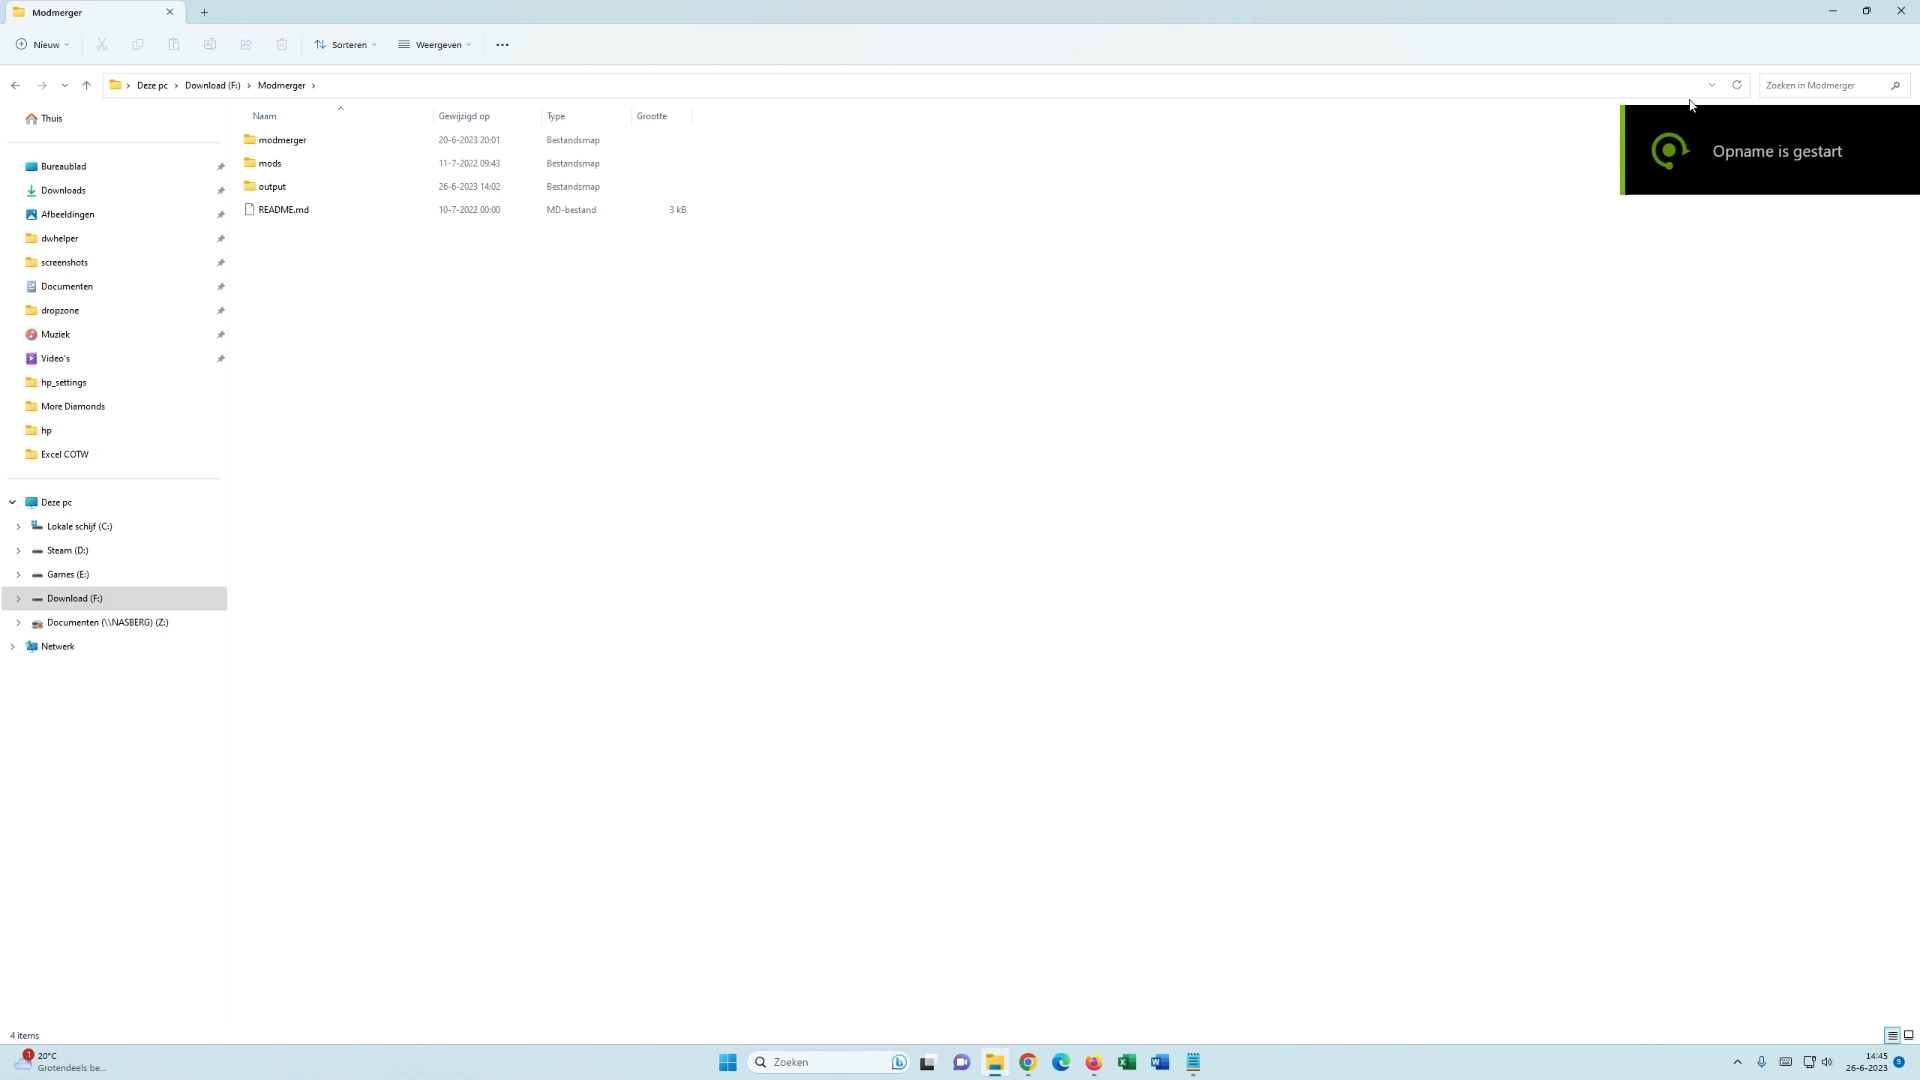 Modmerger
Nieuw
Sorteren
Weergeven
Deze pc
Download (F:)
Modmerger
Zoeken in Modmerger
Opname is gestart
Naam
Gewijzigd op
Type
Grootte
modmerger
20-6-2023 20:01
Bestandsmap
mods
11-7-2022 09:43
Bestandsmap
output
26-6-2023 14:02
Bestandsmap
README.md
10-7-2022 00:00
MD-bestand
3 kB
Thuis
Bureaublad
Downloads
Afbeeldingen
dwhelper
screenshots
Documenten
dropzone
Muziek
Video's
hp_settings
More Diamonds
hp
Excel COTW
Deze pc
Lokale schijf (C:)
Steam (D:)
Games (E:)
Download (F:)
Documenten (\\NASBERG) (Z:)
Netwerk
4 items
1
20°C
Grotendeels be...
Zoeken
14:45
26-6-2023
9